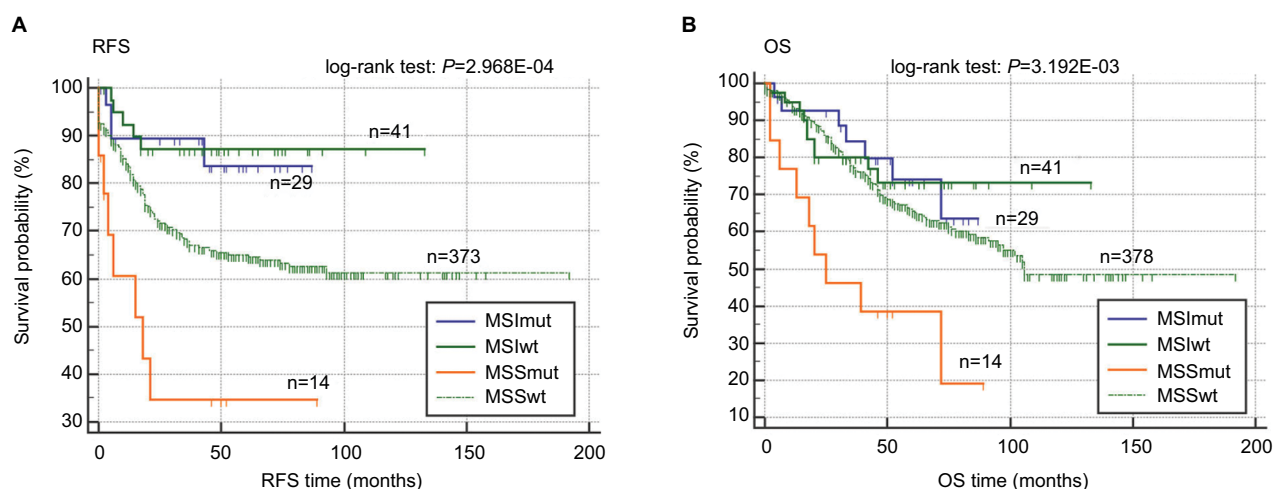 A
RFS
log-rank test: P=2.968E-04
100
90
80
70
60
50
40
30
Survival probability (%)
n=41
n=29
n=373
n=14
MSImut
MSIwt
MSSmut
MSSwt
0 50 100 150 200
RFS time (months)
B
OS
log-rank test: P=3.192E-03
100
90
80
70
60
50
40
30
20
10
Survival probability (%)
n=41
n=29
n=378
n=14
MSImut
MSIwt
MSSmut
MSSwt
0 50 100 150 200
OS time (months)